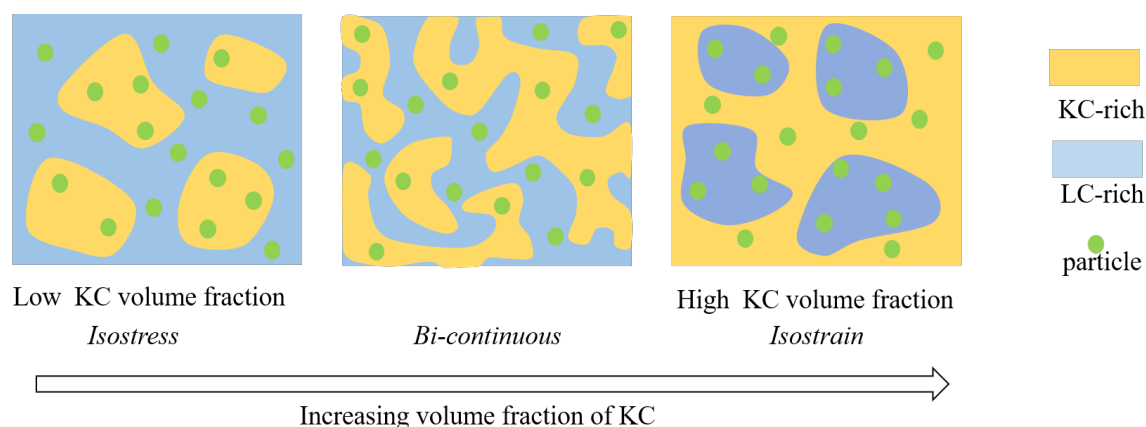 KC-rich
LC-rich
particle
Low KC volume fraction
High KC volume fraction
Isostress
Bi-continuous
Isostrain
Increasing volume fraction of KC